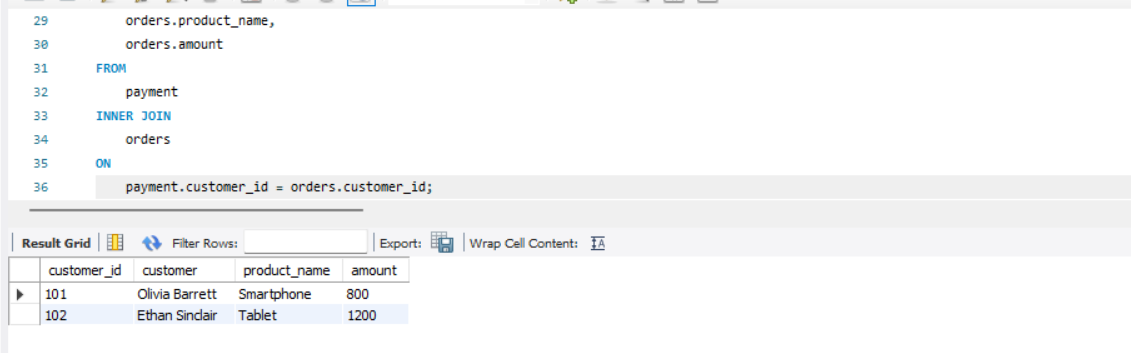 29 orders.product_name,
30 orders.amount
31 FROM
32 payment
33 INNER JOIN
34 orders
35 ON
36 payment.customer_id = orders.customer_id;
Result Grid Filter Rows: Export: Wrap Cell Content: IA
customer_id customer product_name amount
101 Olivia Barrett Smartphone 800
102 Ethan Sinclair Tablet 1200